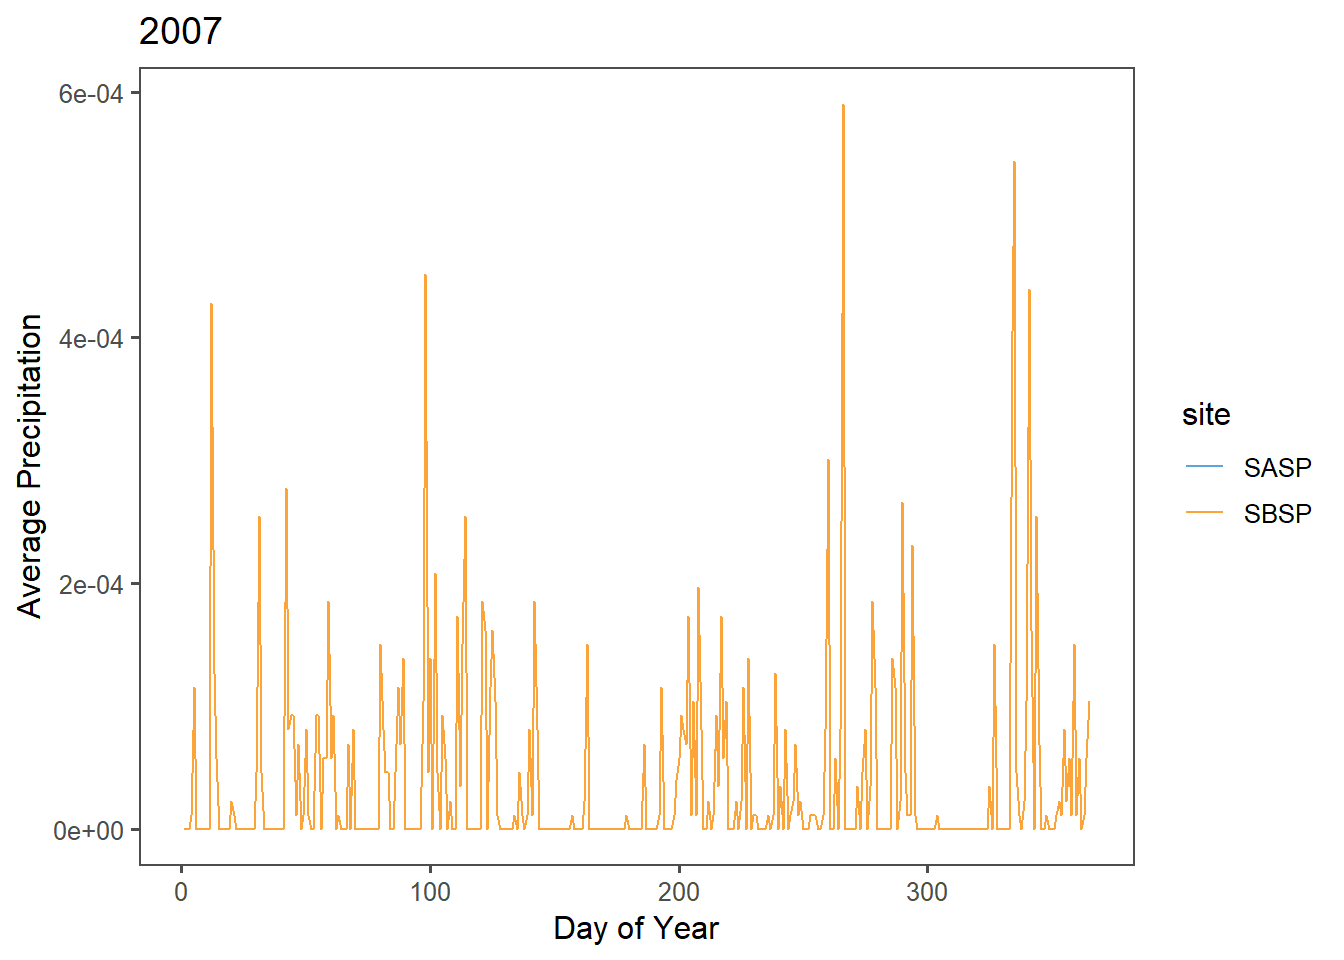 2007
6e-04
4e-04
2e-04
0e+00
Average Precipitation
0
100
200
300
Day of Year
site
SASP
SBSP